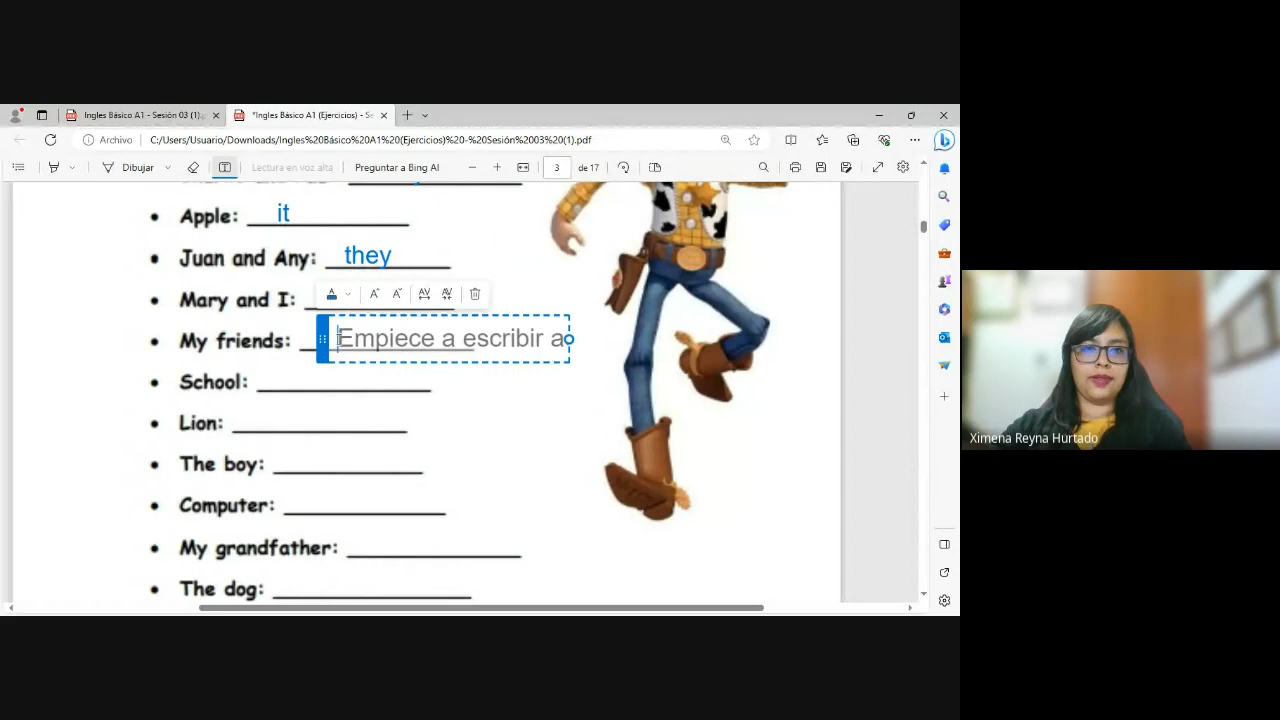 Ingles Básico A1 - Sesión 03 (1).
*Ingles Básico A1 (Ejercicios) - Se
Archivo
C:/Users/Usuario/Downloads/Ingles%20Básico%20A1%20(Ejercicios)%20-%20Sesión%2003%20(1).pdf
Dibujar
Lectura en voz alta
Preguntar a Bing AI
3 de 17
Apple: it
Juan and Any: they
Mary and I:
My friends: Empiece a escribir a
School:
Lion:
The boy:
Computer:
My grandfather:
The dog:
Ximena Reyna Hurtado